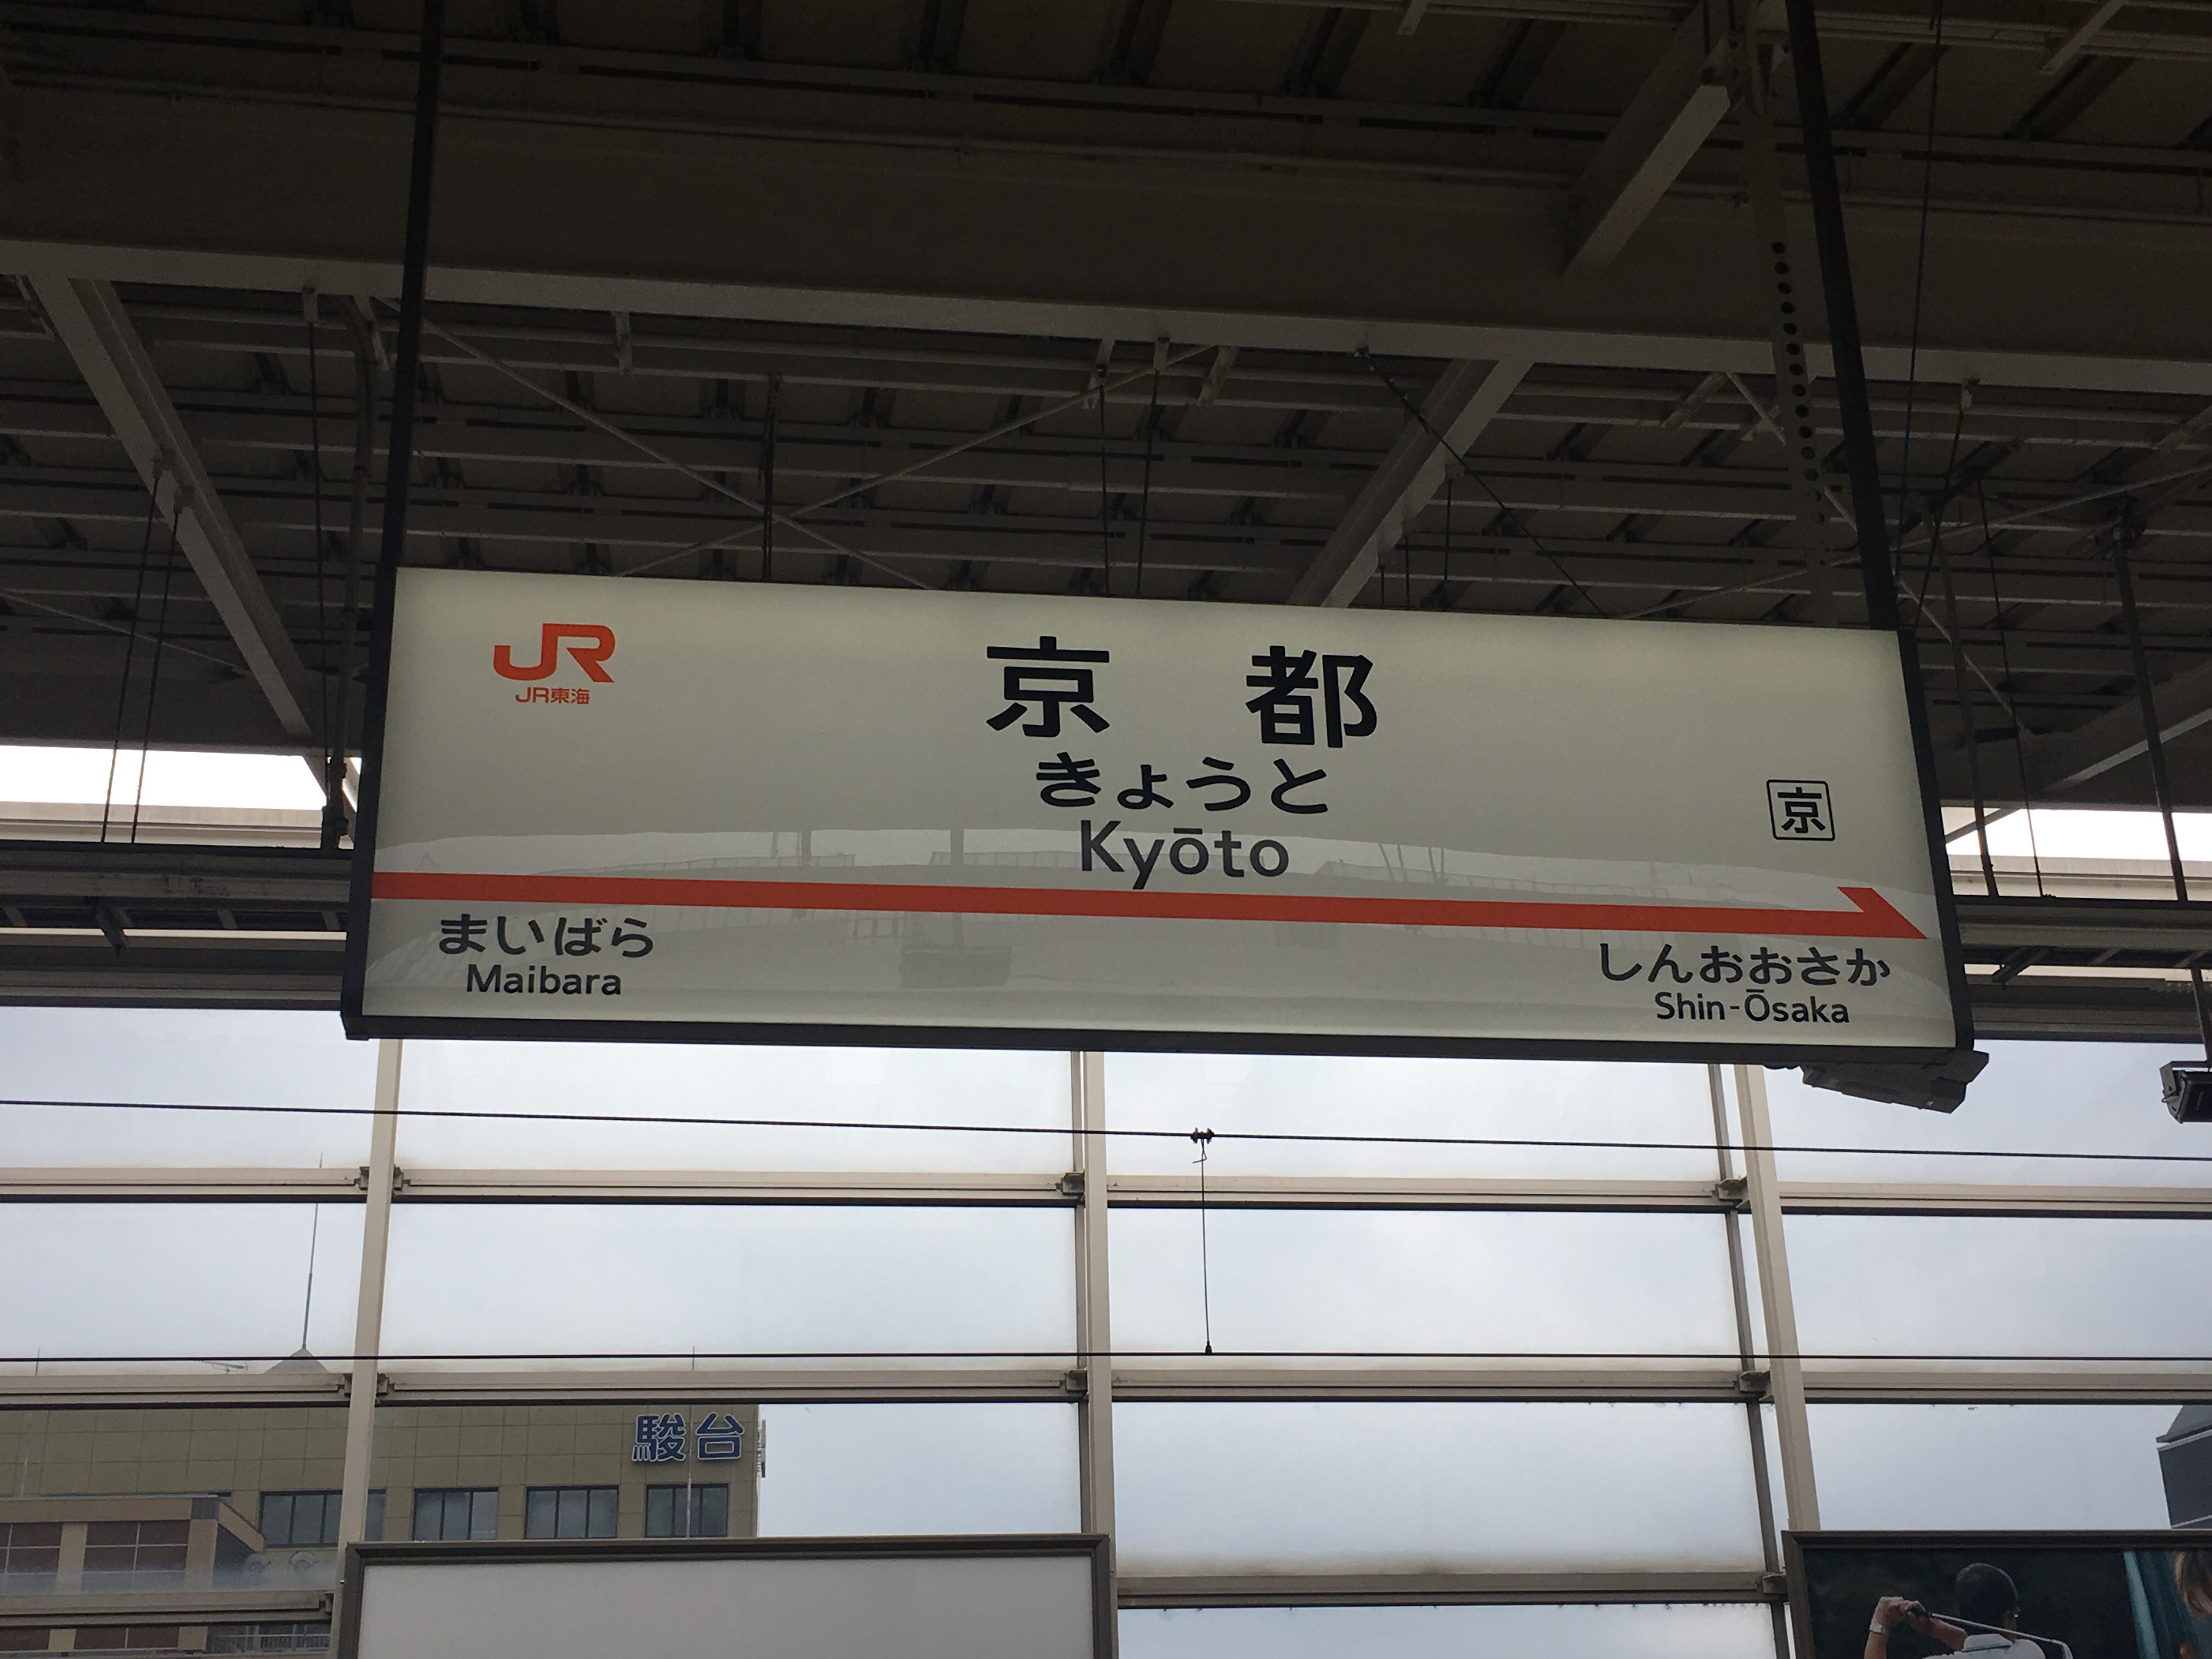 JR
JR東海
京都
きょうと
京
Kyōto
まいばら
Maibara
しんおおさか
Shin-Ōsaka
駿台